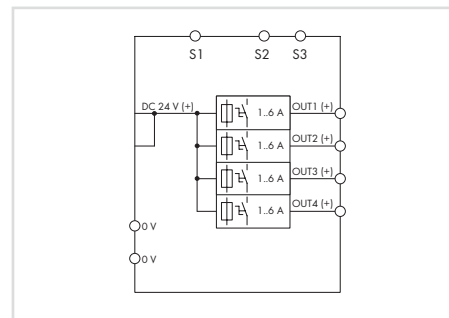 S1 S2 S3
DC 24 V (+) 1..6 A OUT1 (+)
1..6 A OUT2 (+)
1..6 A OUT3 (+)
1..6 A OUT4 (+)
0 V
0 V